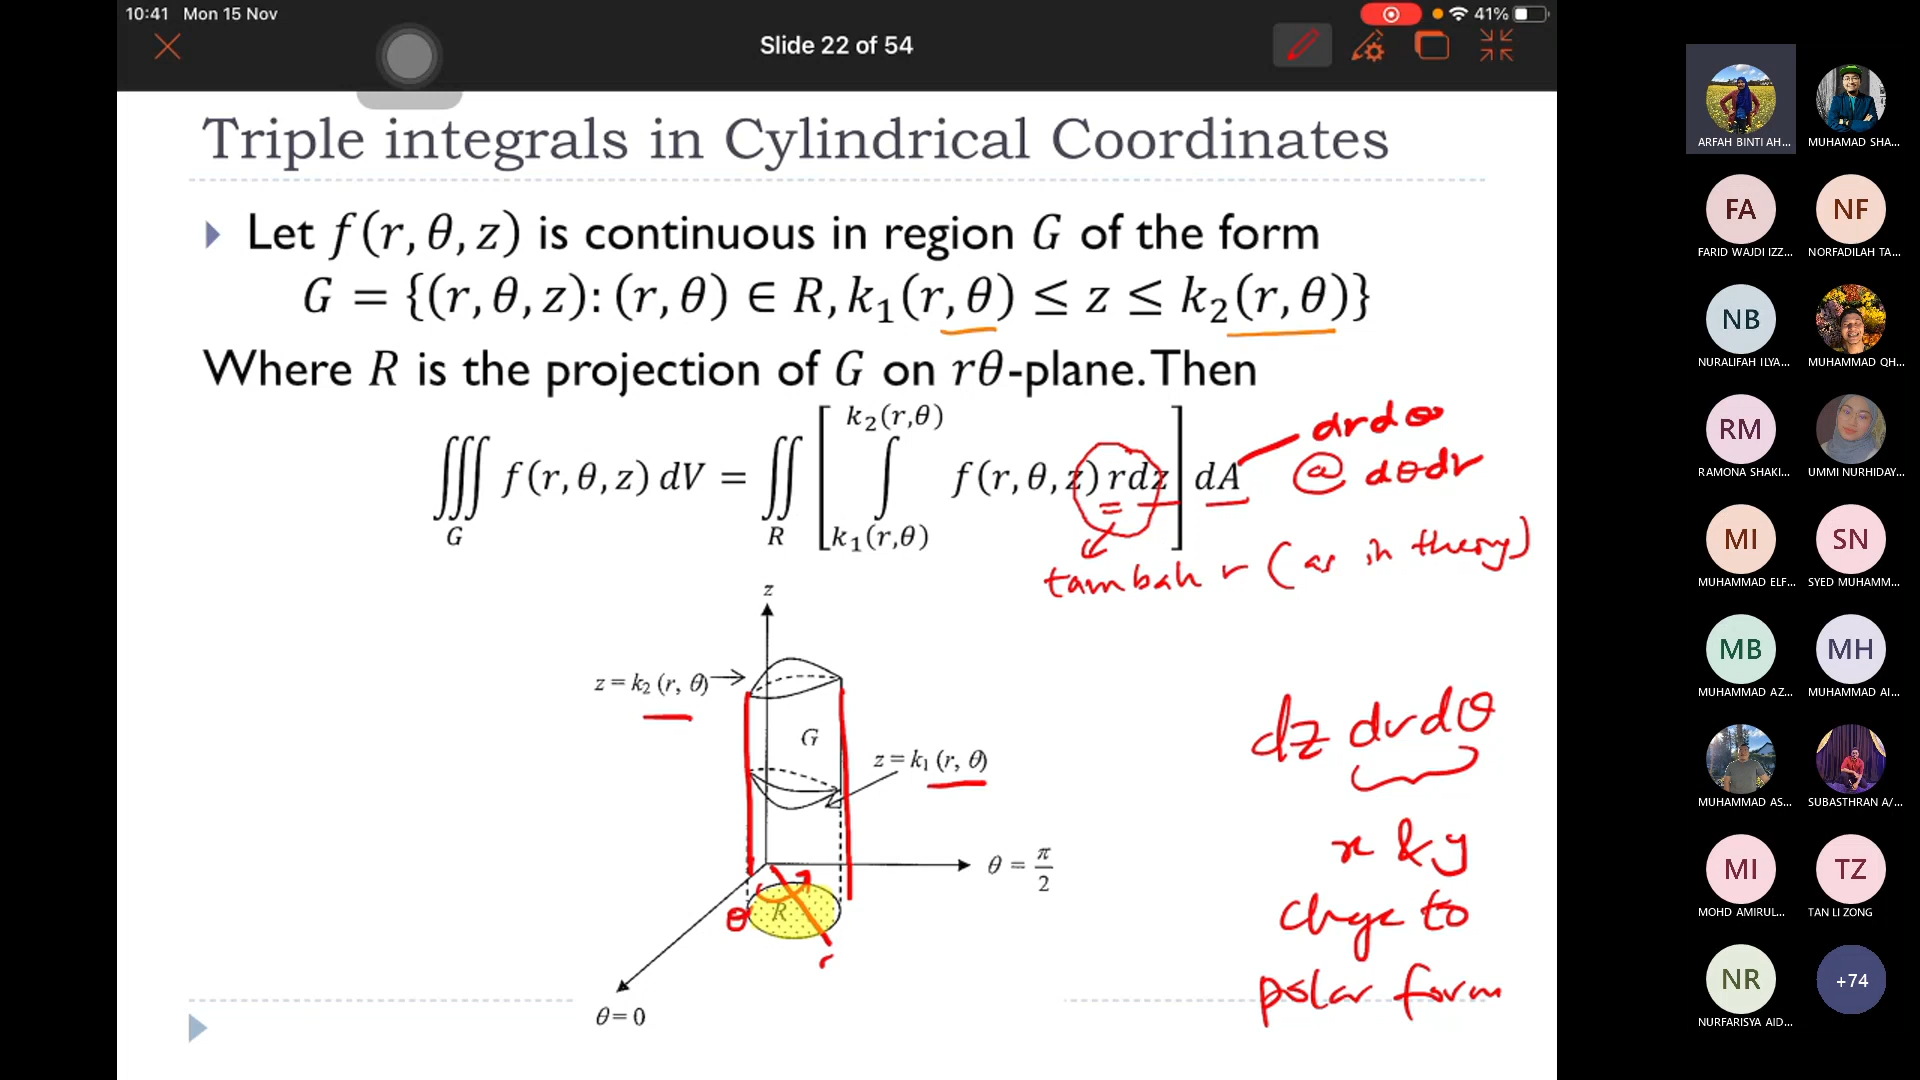 10:41 Mon 15 Nov
41%
Slide 22 of 54
Triple integrals in Cylindrical Coordinates
Let f(r, θ, z) is continuous in region G of the form
G = {(r, θ, z): (r, θ) ∈ R, k₁(r, θ) ≤ z ≤ k₂(r, θ)}
Where R is the projection of G on rθ-plane. Then
∭_G f(r, θ, z) dV = ∬_R [ ∫_{k₁(r,θ)}^{k₂(r,θ)} f(r, θ, z) rdz ] dA
drdθ
@ dθdr
tambah r (as in theory)
z
z = k₂ (r, θ)
G
z = k₁ (r, θ)
θ = π/2
R
θ
r
θ = 0
dz drdθ
x & y
chge to
polar form
ARFAH BINTI AH...
MUHAMAD SHA...
FA
NF
FARID WAJDI IZZ...
NORFADILAH TA...
NB
NURALIFAH ILYA...
MUHAMMAD QH...
RM
RAMONA SHAKI...
UMMI NURHIDAY...
MI
SN
MUHAMMAD ELF...
SYED MUHAMM...
MB
MH
MUHAMMAD AZ...
MUHAMMAD AI...
MUHAMMAD AS...
SUBASTHRAN A/...
MI
TZ
MOHD AMIRUL...
TAN LI ZONG
NR
+74
NURFARISYA AID...